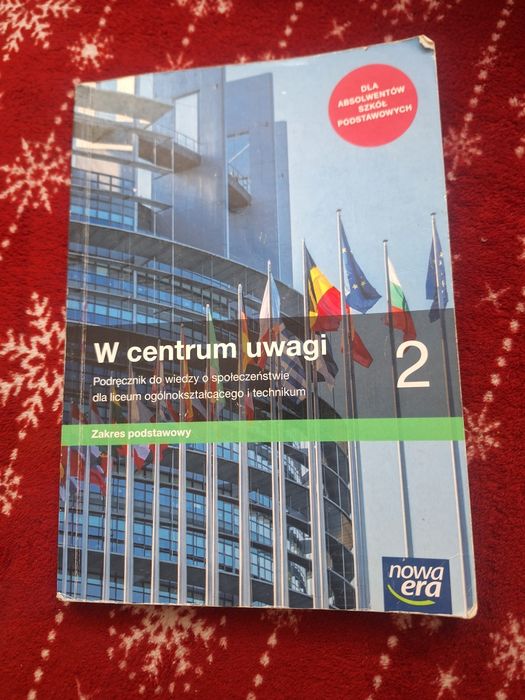 DLA
ABSOLWENTÓW
SZKÓŁ
PODSTAWOWYCH
W centrum uwagi
2
Podręcznik do wiedzy o społeczeństwie
dla liceum ogólnokształcącego i technikum
Zakres podstawowy
nowa
era